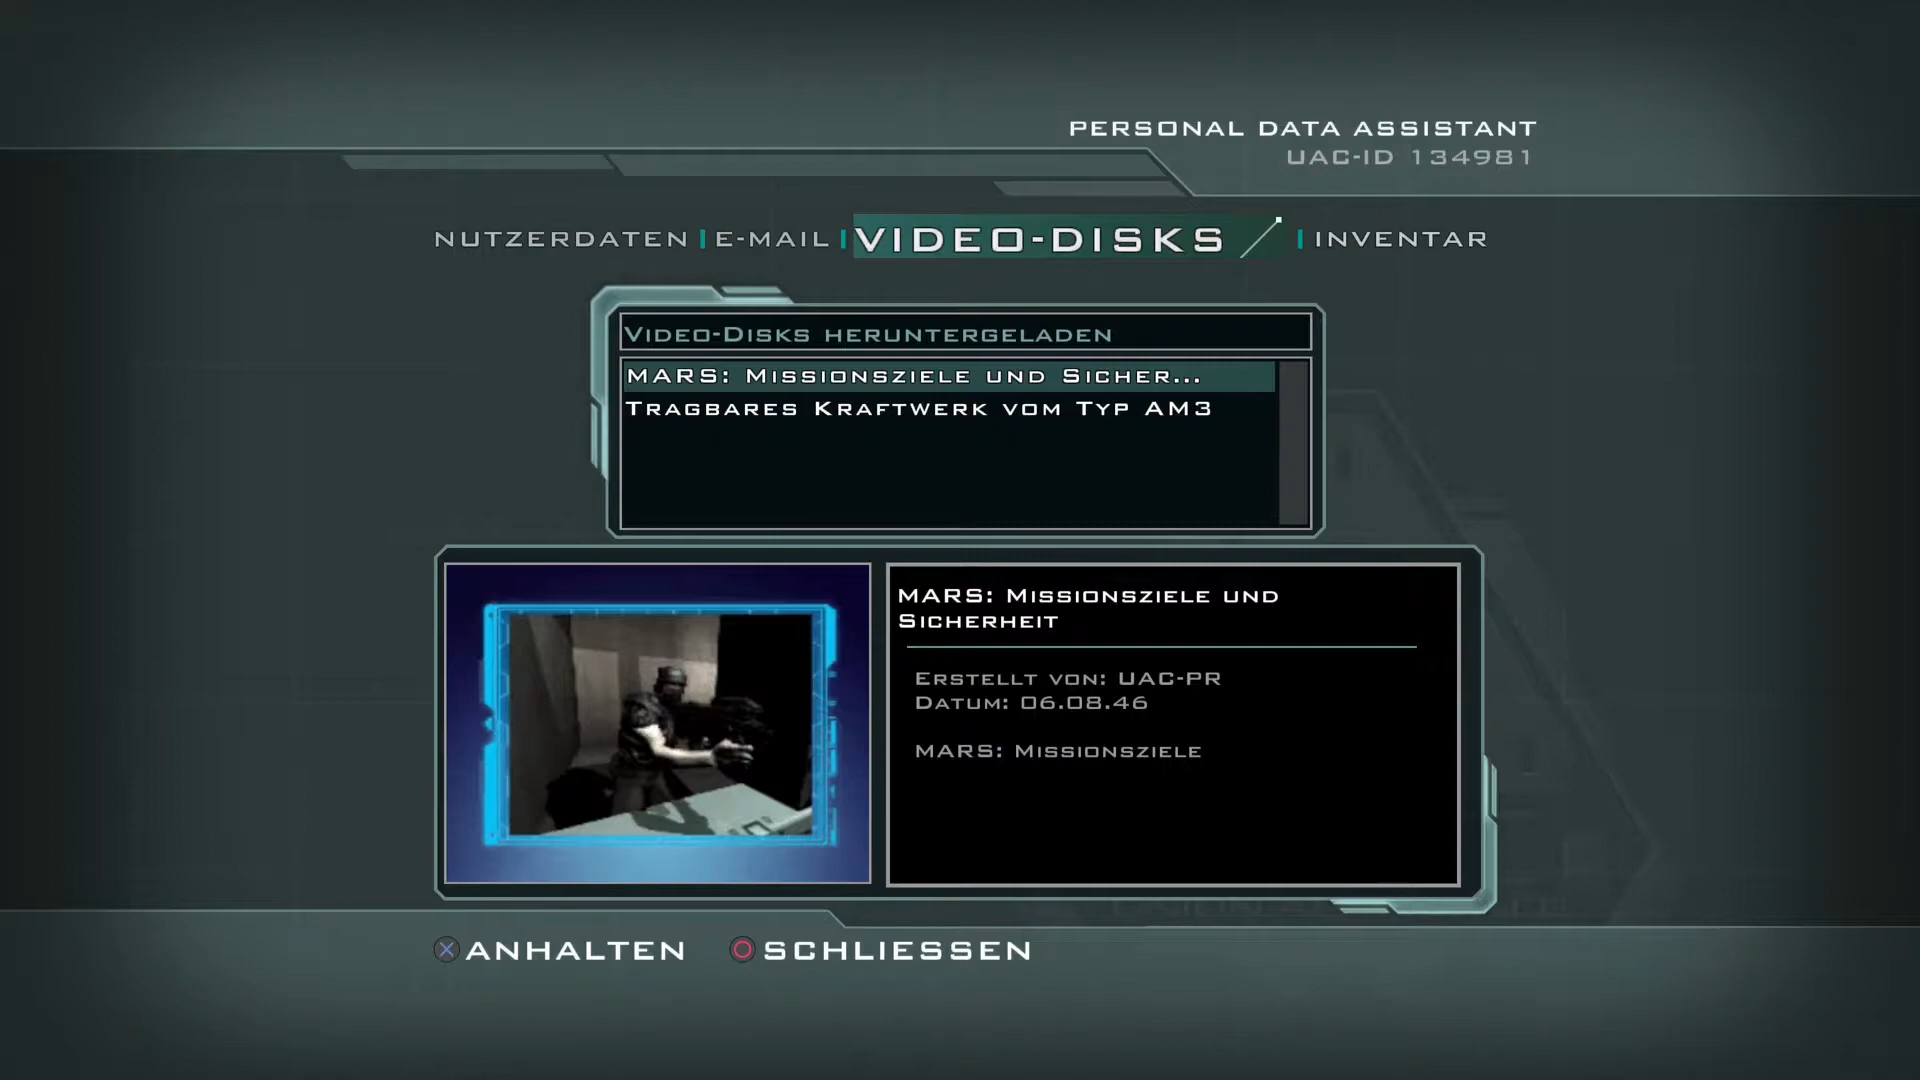 PERSONAL DATA ASSISTANT
UAC-ID 134981
NUTZERDATEN E-MAIL VIDEO-DISKS INVENTAR
VIDEO-DISKS HERUNTERGELADEN
MARS: MISSIONSZIELE UND SICHER...
TRAGBARES KRAFTWERK VOM TYP AM3
MARS: MISSIONSZIELE UND
SICHERHEIT
ERSTELLT VON: UAC-PR
DATUM: 06.08.46
MARS: MISSIONSZIELE
ANHALTEN SCHLIESSEN